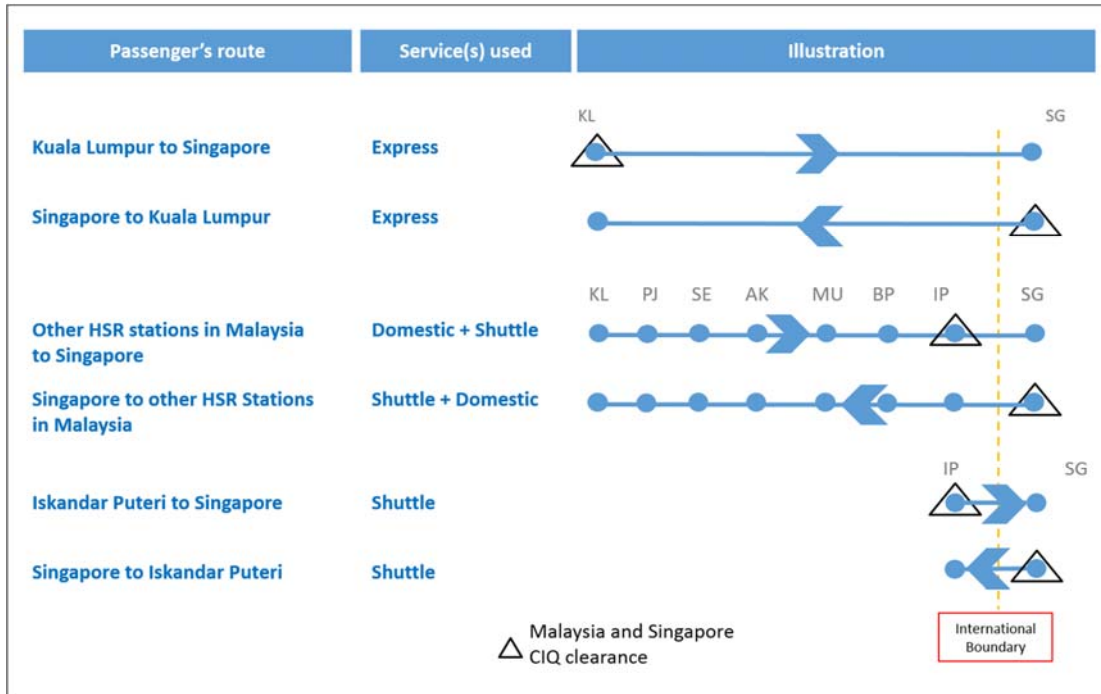 Passenger's route Service(s) used Illustration
KL SG
Kuala Lumpur to Singapore Express
Singapore to Kuala Lumpur Express
KL PJ SE AK MU BP IP SG
Other HSR stations in Malaysia
to Singapore
Domestic + Shuttle
Singapore to other HSR Stations
in Malaysia
Shuttle + Domestic
IP SG
Iskandar Puteri to Singapore Shuttle
Singapore to Iskandar Puteri Shuttle
Malaysia and Singapore
CIQ clearance
International
Boundary